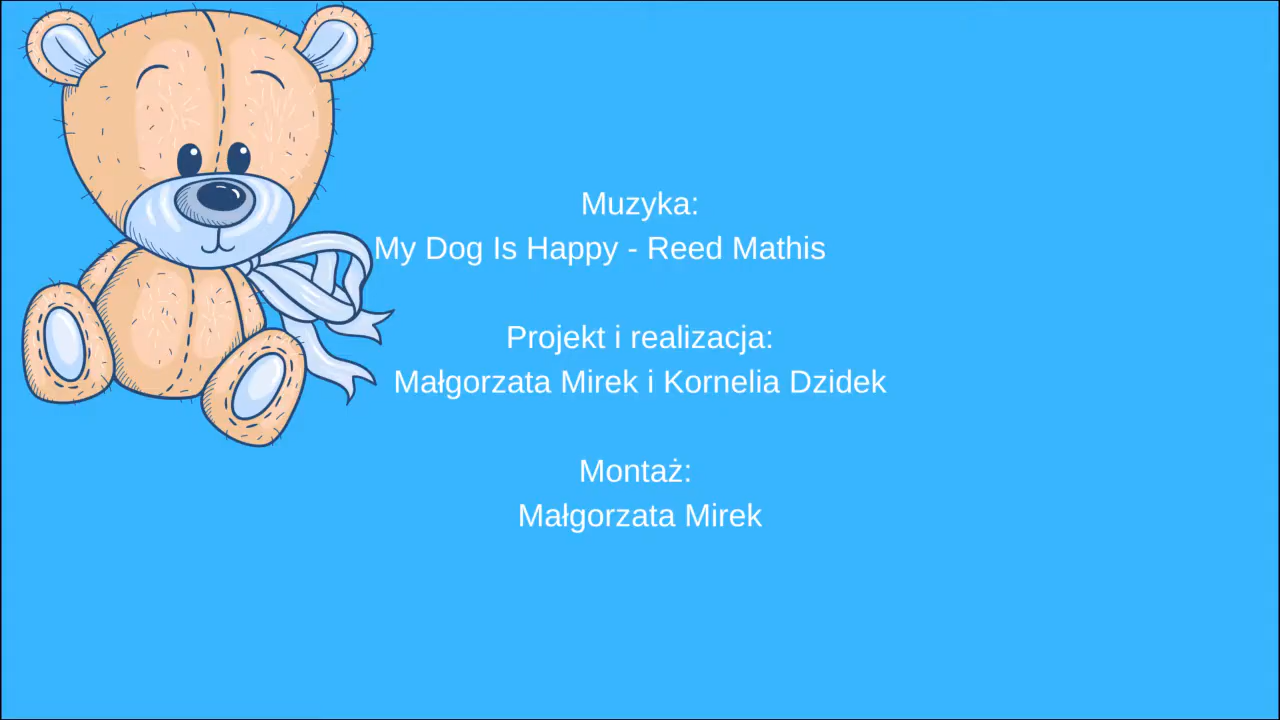 Muzyka:
My Dog Is Happy - Reed Mathis
Projekt i realizacja:
Małgorzata Mirek i Kornelia Dzidek
Montaż:
Małgorzata Mirek